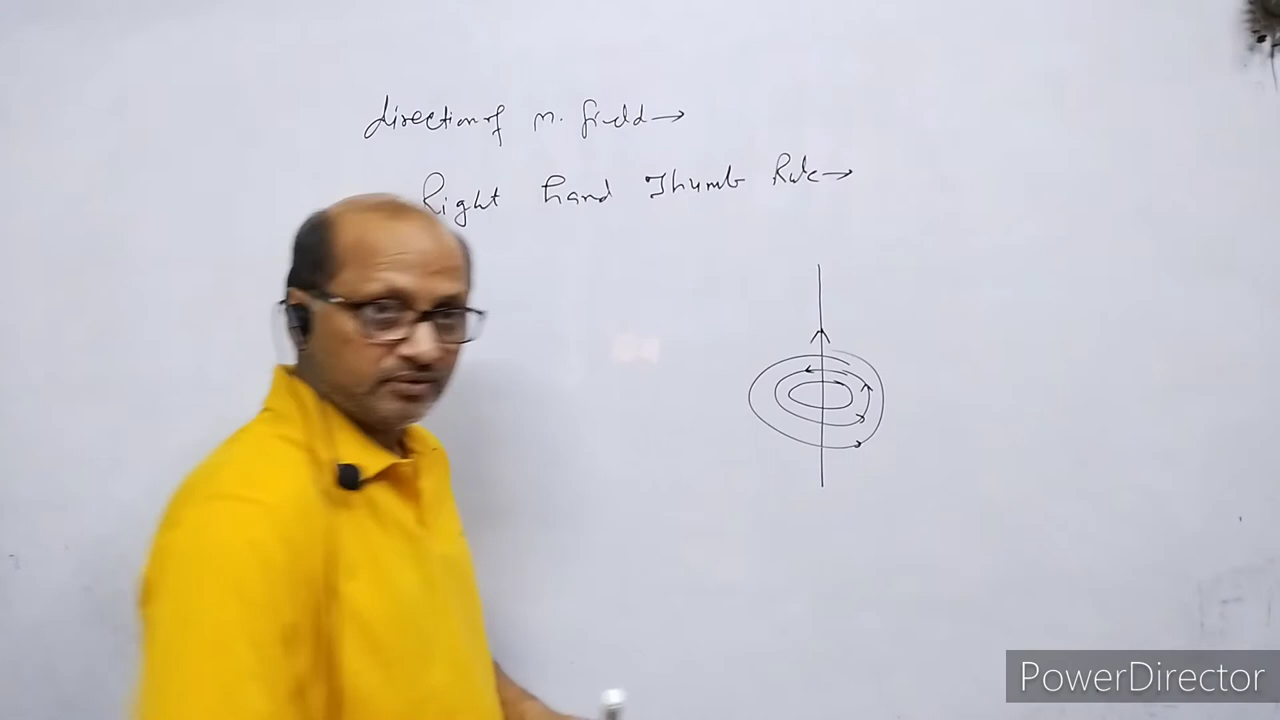 direction of m. field→
Right hand Thumb Rule→
PowerDirector